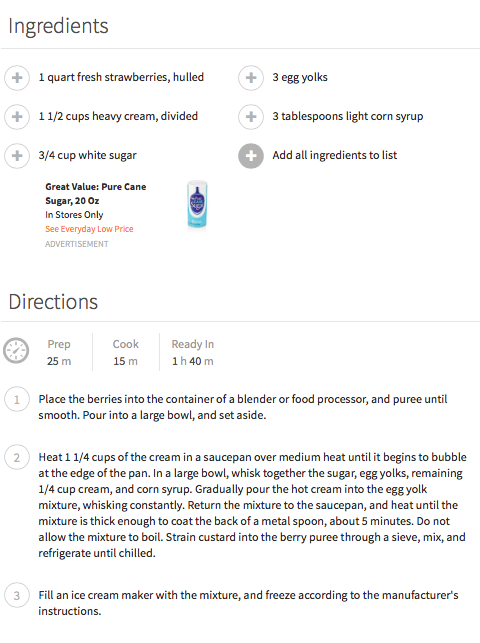 Ingredients
1 quart fresh strawberries, hulled
1 1/2 cups heavy cream, divided
3/4 cup white sugar
Great Value: Pure Cane
Sugar, 20 Oz
In Stores Only
See Everyday Low Price
ADVERTISEMENT
3 egg yolks
3 tablespoons light corn syrup
Add all ingredients to list
Directions
Prep
25 m
Cook
15 m
Ready In
1 h 40 m
1
Place the berries into the container of a blender or food processor, and puree until
smooth. Pour into a large bowl, and set aside.
2
Heat 1 1/4 cups of the cream in a saucepan over medium heat until it begins to bubble
at the edge of the pan. In a large bowl, whisk together the sugar, egg yolks, remaining
1/4 cup cream, and corn syrup. Gradually pour the hot cream into the egg yolk
mixture, whisking constantly. Return the mixture to the saucepan, and heat until the
mixture is thick enough to coat the back of a metal spoon, about 5 minutes. Do not
allow the mixture to boil. Strain custard into the berry puree through a sieve, mix, and
refrigerate until chilled.
3
Fill an ice cream maker with the mixture, and freeze according to the manufacturer's
instructions.